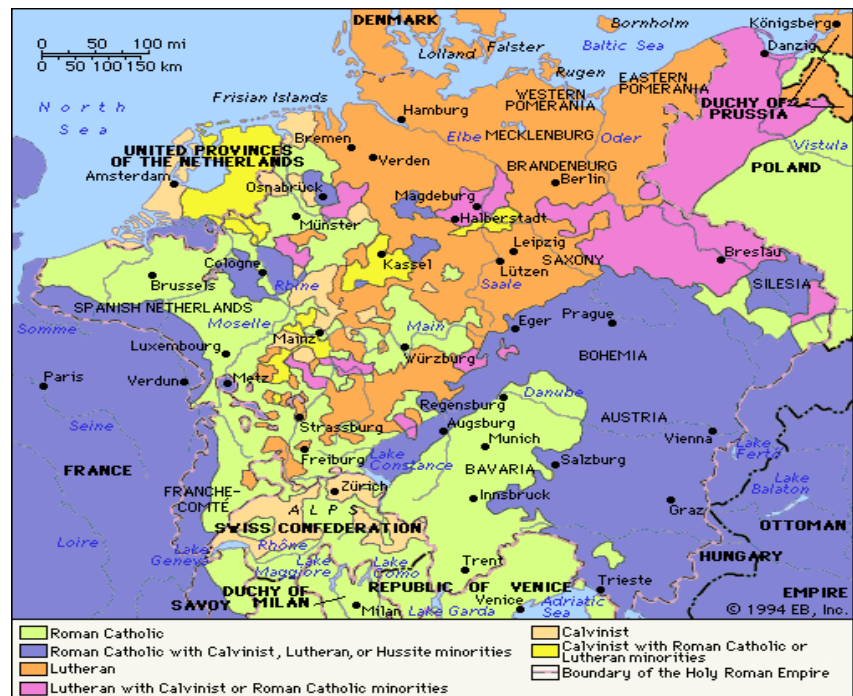 DENMARK
Bornholm
Königsberg
0 50 100 mi
0 50 100 150 km
Lolland
Falster
Baltic Sea
Danzig
Rugen
EASTERN
POMERANIA
North
Sea
Frisian Islands
Hamburg
WESTERN
POMERANIA
DUCHY OF
PRUSSIA
Bremen
Elbe
MECKLENBURG
Oder
Vistula
UNITED PROVINCES
OF THE NETHERLANDS
Verden
BRANDENBURG
POLAND
Amsterdam
Osnabrück
Magdeburg
Berlin
Münster
Halberstadt
Leipzig
Cologne
Kassel
SAXONY
Breslau
Brussels
Rhine
Lützen
Saale
SILESIA
SPANISH NETHERLANDS
Moselle
Main
Eger
Prague
Somme
Mainz
Luxembourg
Würzburg
BOHEMIA
Paris
Verdun
Metz
Regensburg
Danube
Seine
Strassburg
Augsburg
AUSTRIA
Munich
Vienna
Lake
Fertő
Freiburg
Lake
Constance
BAVARIA
Salzburg
FRANCE
Zürich
Lake
Balaton
FRANCHE-
COMTÉ
ALPS
Innsbruck
Graz
OTTOMAN
SWISS CONFEDERATION
Loire
Rhône
HUNGARY
Lake
Geneva
Lake
Maggiore
Lake
Como
Trent
DUCHY OF
MILAN
REPUBLIC OF VENICE
Trieste
EMPIRE
SAVOY
Milan
Lake Garda
Venice
Adriatic
Sea
© 1994 EB, Inc.
Roman Catholic
Roman Catholic with Calvinist, Lutheran, or Hussite minorities
Lutheran
Lutheran with Calvinist or Roman Catholic minorities
Calvinist
Calvinist with Roman Catholic or
Lutheran minorities
Boundary of the Holy Roman Empire